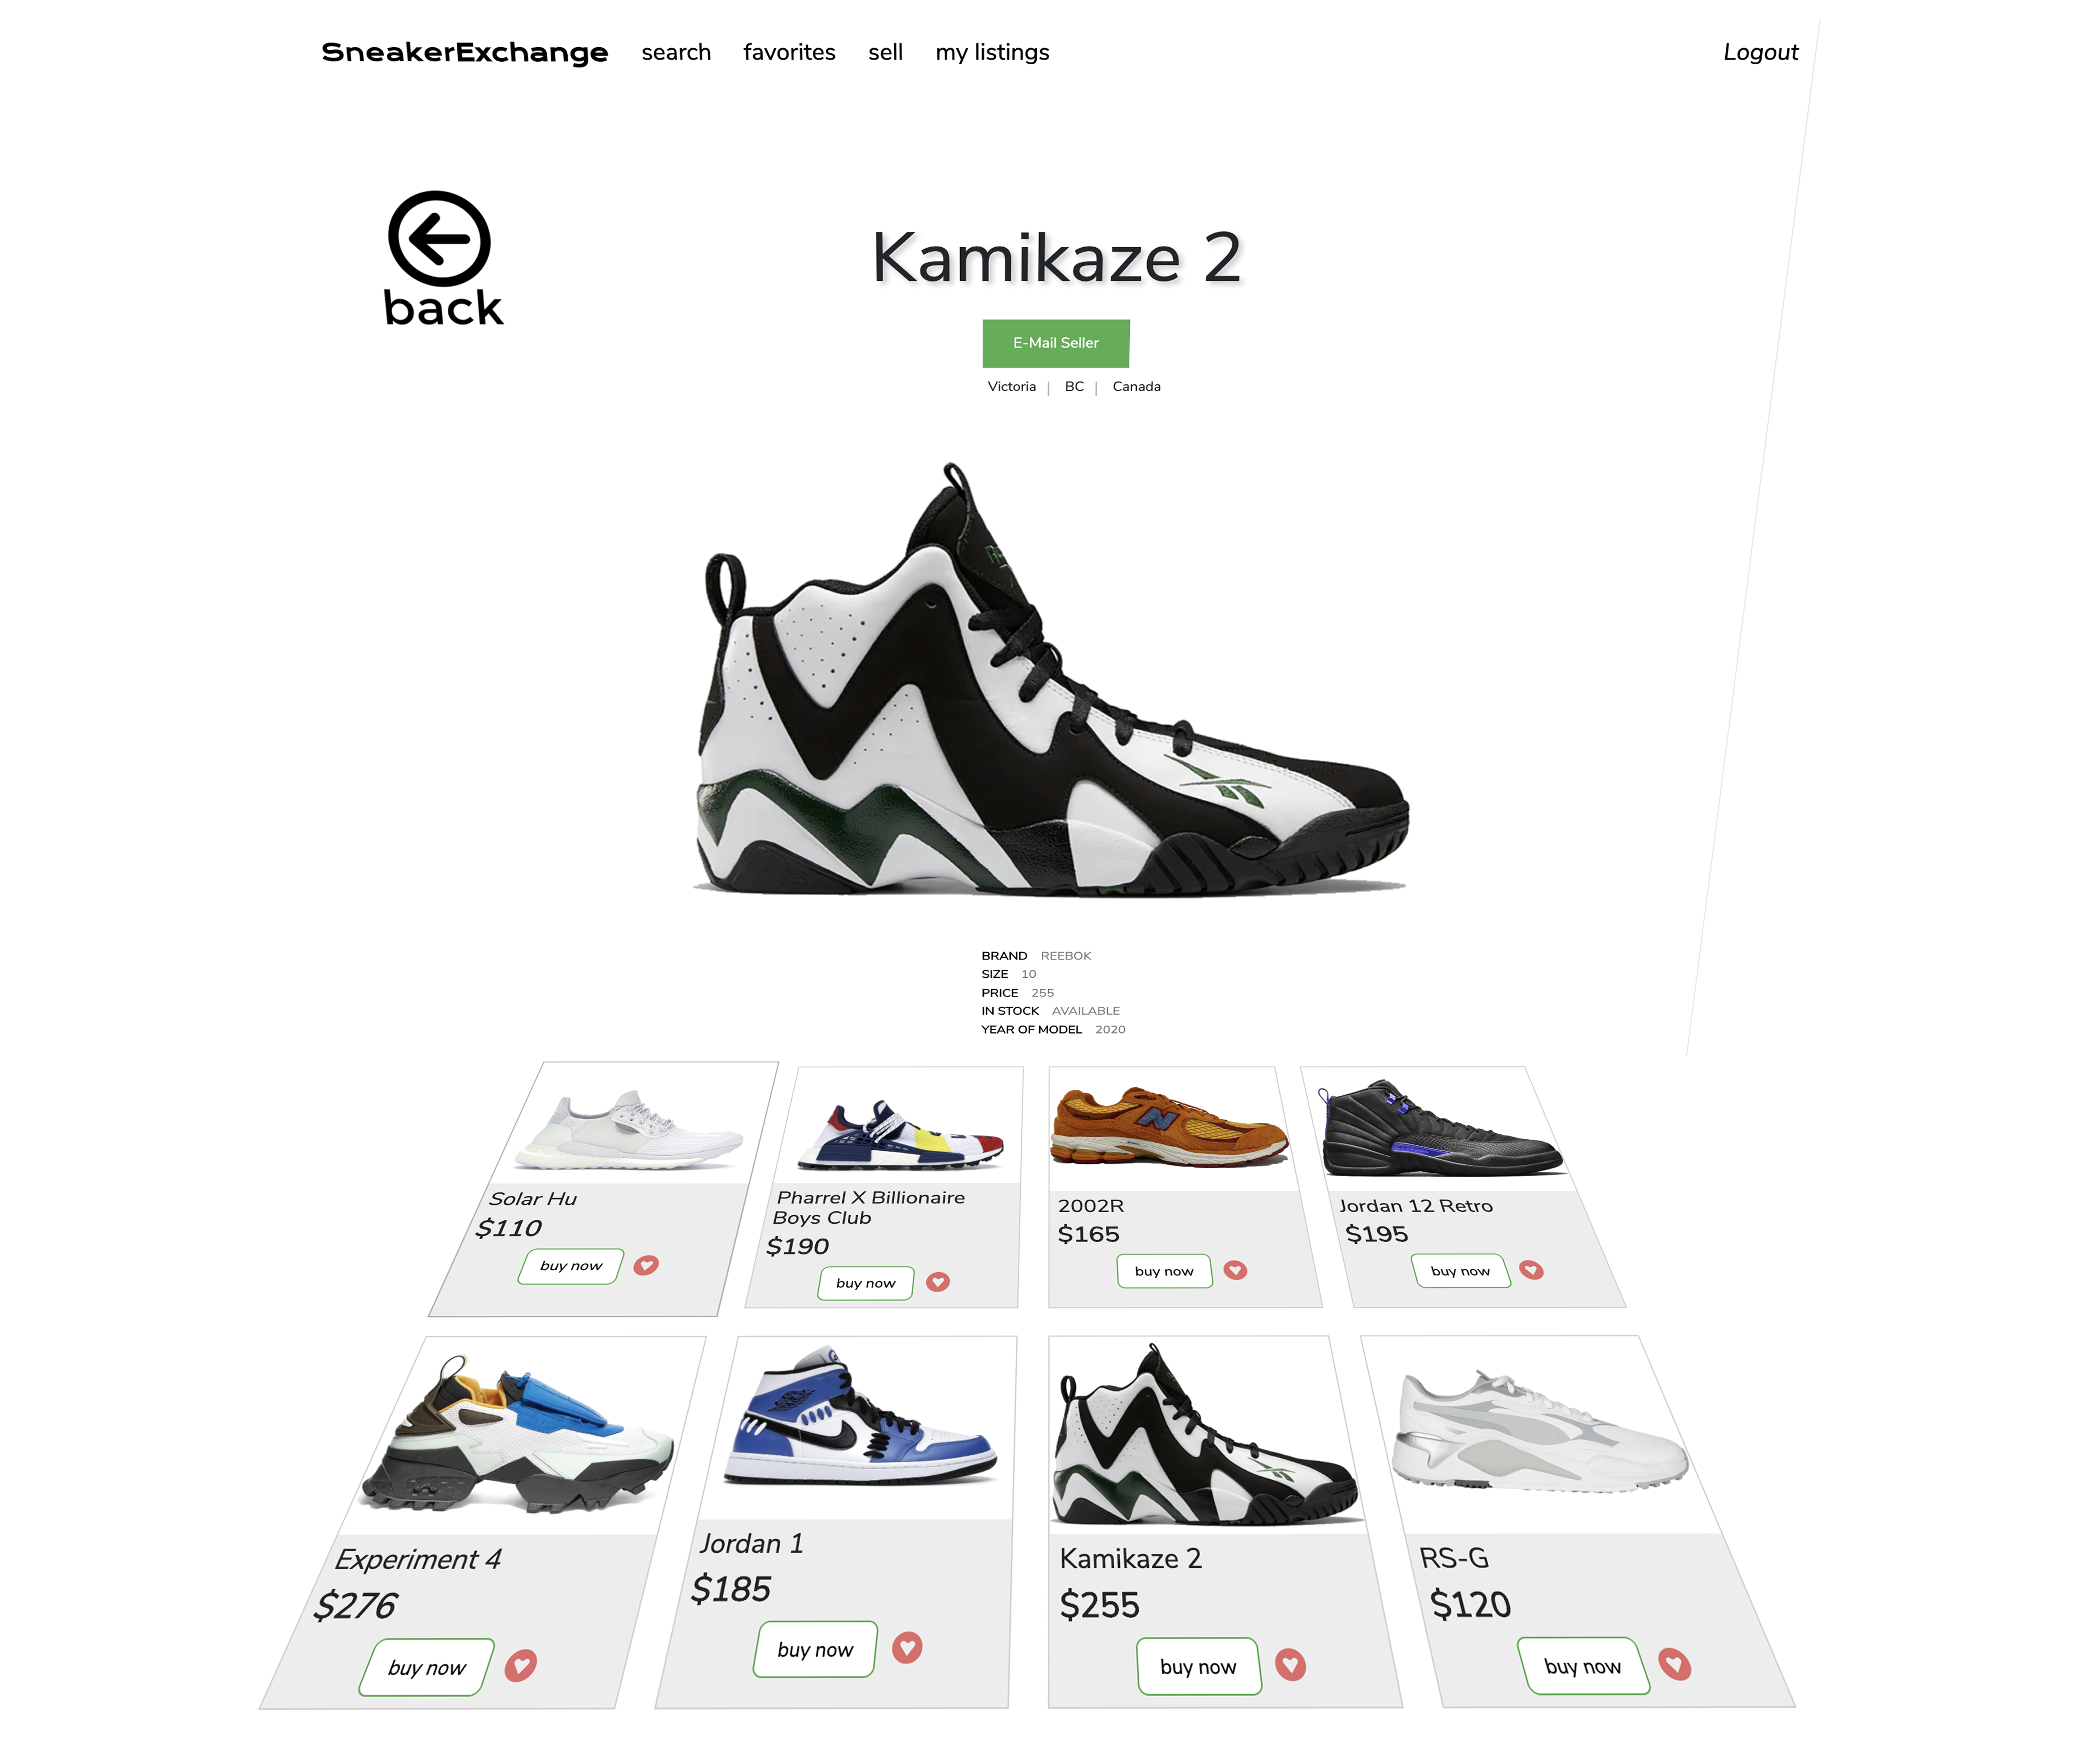 SneakerExchange search favorites sell my listings Logout
back
Kamikaze 2
E-Mail Seller
Victoria | BC | Canada
BRAND REEBOK
SIZE 10
PRICE 255
IN STOCK AVAILABLE
YEAR OF MODEL 2020
Solar Hu
$110
buy now
Pharrel X Billionaire
Boys Club
$190
buy now
2002R
$165
buy now
Jordan 12 Retro
$195
buy now
Experiment 4
$276
buy now
Jordan 1
$185
buy now
Kamikaze 2
$255
buy now
RS-G
$120
buy now